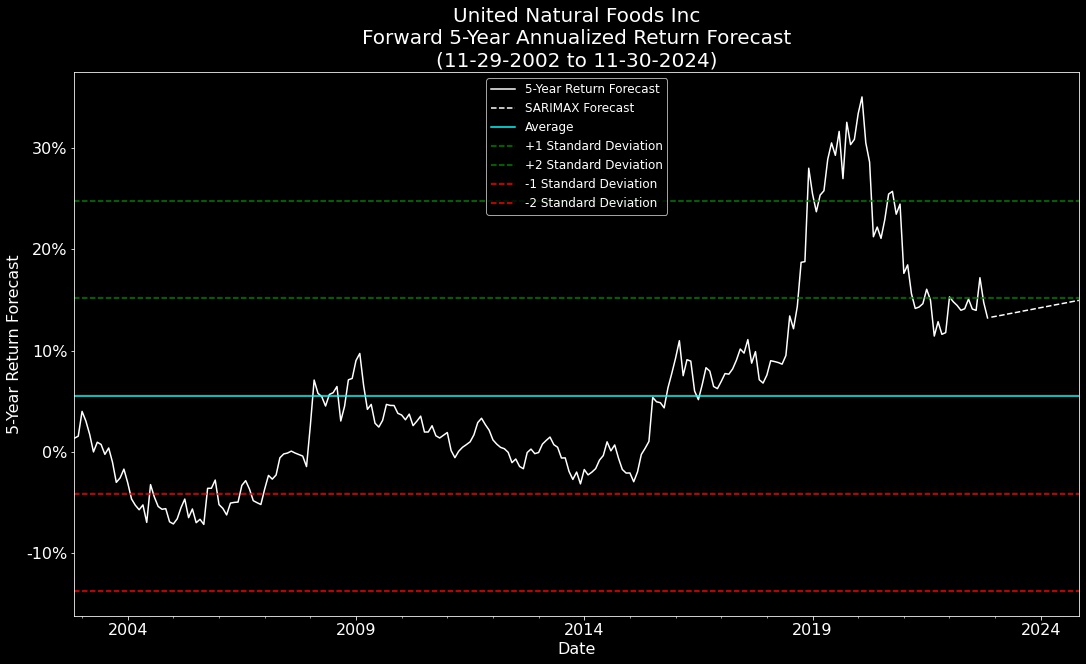 United Natural Foods Inc
Forward 5-Year Annualized Return Forecast
(11-29-2002 to 11-30-2024)
5-Year Return Forecast
SARIMAX Forecast
Average
+1 Standard Deviation
+2 Standard Deviation
-1 Standard Deviation
-2 Standard Deviation
5-Year Return Forecast
30%
20%
10%
0%
-10%
2004
2009
2014
2019
2024
Date